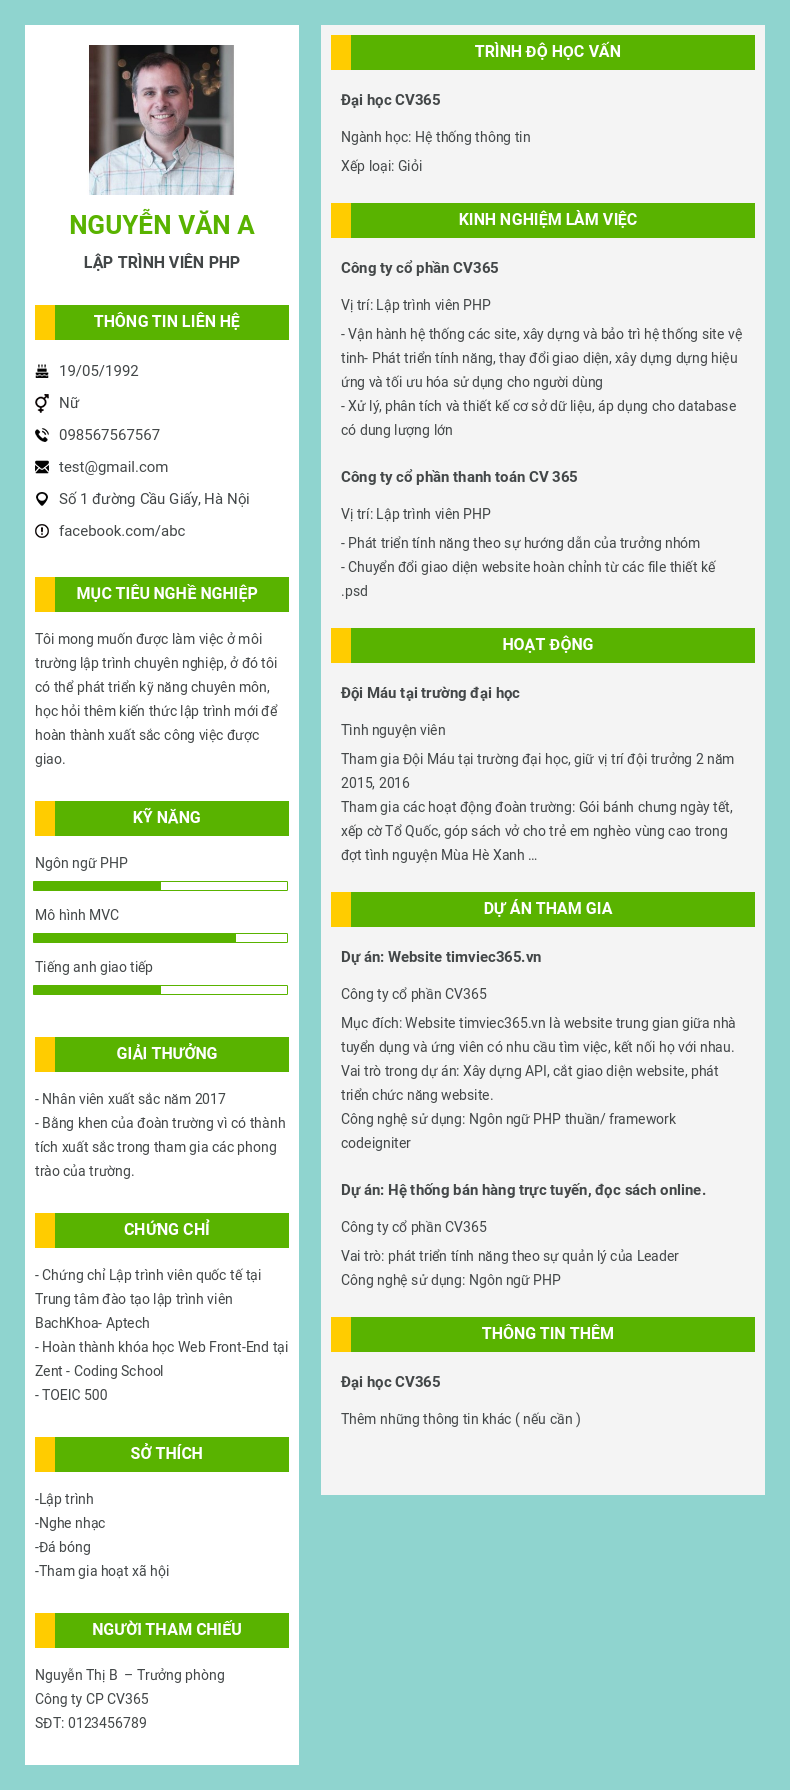 NGUYỄN VĂN A
LẬP TRÌNH VIÊN PHP
THÔNG TIN LIÊN HỆ
19/05/1992
Nữ
098567567567
test@gmail.com
Số 1 đường Cầu Giấy, Hà Nội
facebook.com/abc
MỤC TIÊU NGHỀ NGHIỆP
Tôi mong muốn được làm việc ở môi
trường lập trình chuyên nghiệp, ở đó tôi
có thể phát triển kỹ năng chuyên môn,
học hỏi thêm kiến thức lập trình mới để
hoàn thành xuất sắc công việc được
giao.
KỸ NĂNG
Ngôn ngữ PHP
Mô hình MVC
Tiếng anh giao tiếp
GIẢI THƯỞNG
- Nhân viên xuất sắc năm 2017
- Bằng khen của đoàn trường vì có thành
tích xuất sắc trong tham gia các phong
trào của trường.
CHỨNG CHỈ
- Chứng chỉ Lập trình viên quốc tế tại
Trung tâm đào tạo lập trình viên
BachKhoa- Aptech
- Hoàn thành khóa học Web Front-End tại
Zent - Coding School
- TOEIC 500
SỞ THÍCH
-Lập trình
-Nghe nhạc
-Đá bóng
-Tham gia hoạt xã hội
NGƯỜI THAM CHIẾU
Nguyễn Thị B – Trưởng phòng
Công ty CP CV365
SĐT: 0123456789
TRÌNH ĐỘ HỌC VẤN
Đại học CV365
Ngành học: Hệ thống thông tin
Xếp loại: Giỏi
KINH NGHIỆM LÀM VIỆC
Công ty cổ phần CV365
Vị trí: Lập trình viên PHP
- Vận hành hệ thống các site, xây dựng và bảo trì hệ thống site vệ
tinh- Phát triển tính năng, thay đổi giao diện, xây dựng dựng hiệu
ứng và tối ưu hóa sử dụng cho người dùng
- Xử lý, phân tích và thiết kế cơ sở dữ liệu, áp dụng cho database
có dung lượng lớn
Công ty cổ phần thanh toán CV 365
Vị trí: Lập trình viên PHP
- Phát triển tính năng theo sự hướng dẫn của trưởng nhóm
- Chuyển đổi giao diện website hoàn chỉnh từ các file thiết kế
.psd
HOẠT ĐỘNG
Đội Máu tại trường đại học
Tình nguyện viên
Tham gia Đội Máu tại trường đại học, giữ vị trí đội trưởng 2 năm
2015, 2016
Tham gia các hoạt động đoàn trường: Gói bánh chưng ngày tết,
xếp cờ Tổ Quốc, góp sách vở cho trẻ em nghèo vùng cao trong
đợt tình nguyện Mùa Hè Xanh ...
DỰ ÁN THAM GIA
Dự án: Website timviec365.vn
Công ty cổ phần CV365
Mục đích: Website timviec365.vn là website trung gian giữa nhà
tuyển dụng và ứng viên có nhu cầu tìm việc, kết nối họ với nhau.
Vai trò trong dự án: Xây dựng API, cắt giao diện website, phát
triển chức năng website.
Công nghệ sử dụng: Ngôn ngữ PHP thuần/ framework
codeigniter
Dự án: Hệ thống bán hàng trực tuyến, đọc sách online.
Công ty cổ phần CV365
Vai trò: phát triển tính năng theo sự quản lý của Leader
Công nghệ sử dụng: Ngôn ngữ PHP
THÔNG TIN THÊM
Đại học CV365
Thêm những thông tin khác ( nếu cần )